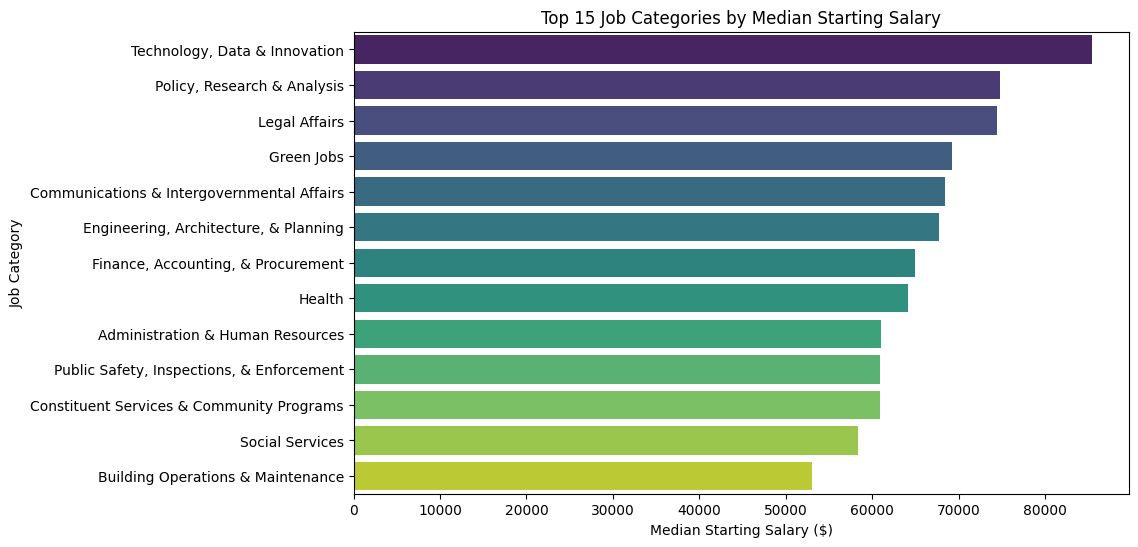 Top 15 Job Categories by Median Starting Salary
Job Category
Technology, Data & Innovation
Policy, Research & Analysis
Legal Affairs
Green Jobs
Communications & Intergovernmental Affairs
Engineering, Architecture, & Planning
Finance, Accounting, & Procurement
Health
Administration & Human Resources
Public Safety, Inspections, & Enforcement
Constituent Services & Community Programs
Social Services
Building Operations & Maintenance
0 10000 20000 30000 40000 50000 60000 70000 80000
Median Starting Salary ($)